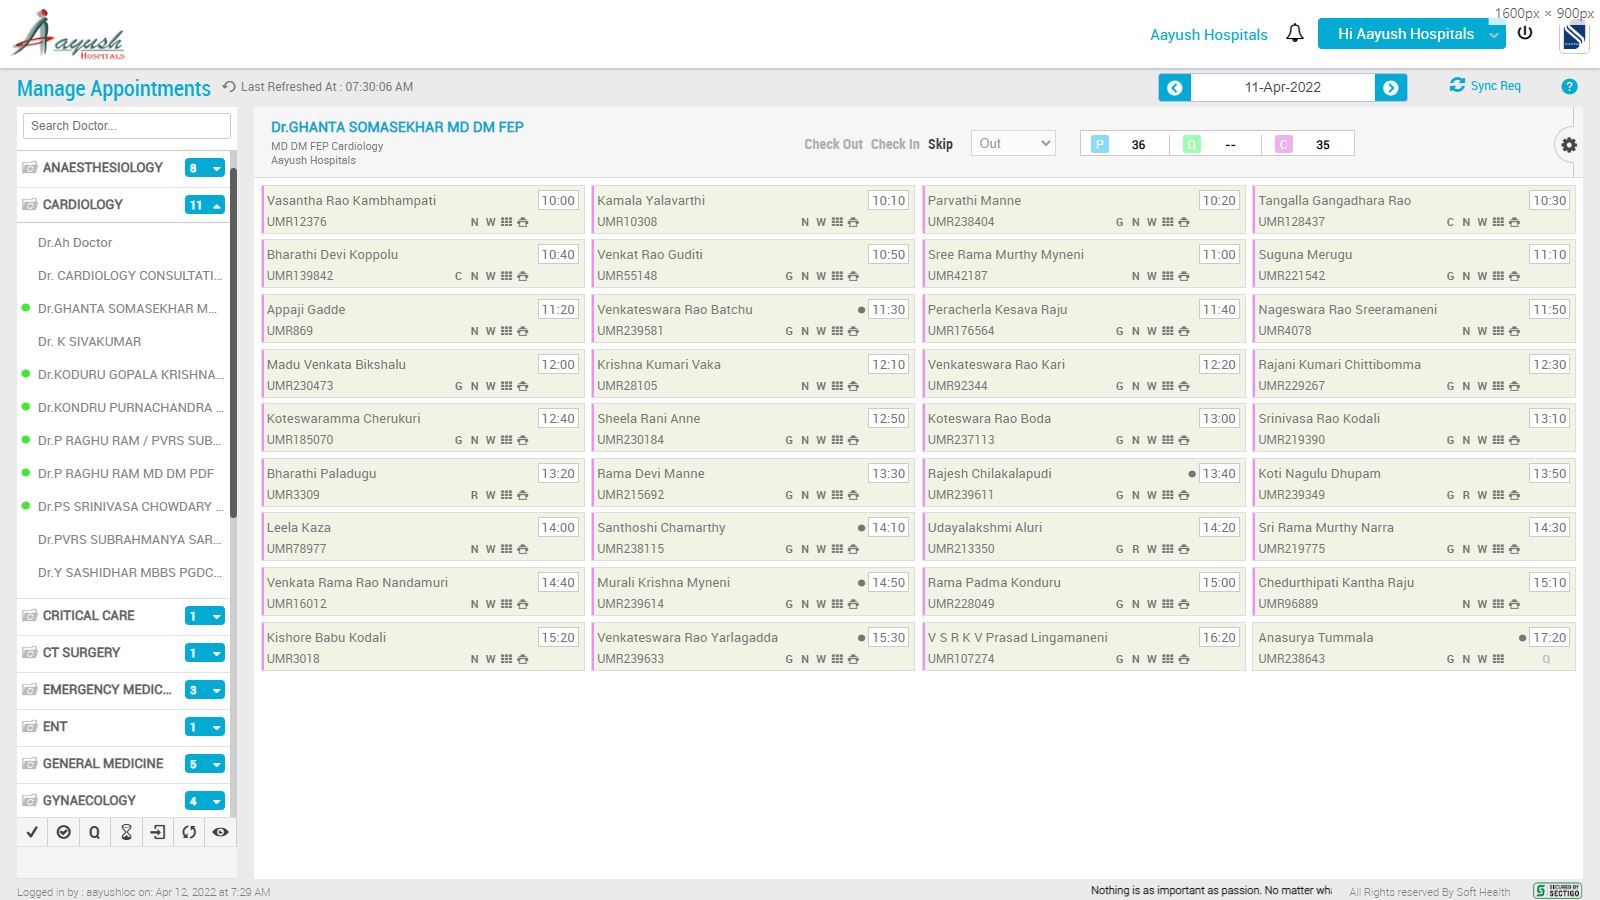 1600px × 900px
Aayush
HOSPITALS
Aayush Hospitals
Hi Aayush Hospitals
Manage Appointments
Last Refreshed At : 07:30:06 AM
11-Apr-2022
Sync Req
?
Search Doctor...
ANAESTHESIOLOGY 8
CARDIOLOGY 11
Dr.Ah Doctor
Dr. CARDIOLOGY CONSULTATI...
Dr.GHANTA SOMASEKHAR M...
Dr. K SIVAKUMAR
Dr.KODURU GOPALA KRISHNA...
Dr.KONDRU PURNACHANDRA ...
Dr.P RAGHU RAM / PVRS SUB...
Dr.P RAGHU RAM MD DM PDF
Dr.PS SRINIVASA CHOWDARY ...
Dr.PVRS SUBRAHMANYA SAR...
Dr.Y SASHIDHAR MBBS PGDC...
CRITICAL CARE 1
CT SURGERY 1
EMERGENCY MEDIC... 3
ENT 1
GENERAL MEDICINE 5
GYNAECOLOGY 4
Q
Dr.GHANTA SOMASEKHAR MD DM FEP
MD DM FEP Cardiology
Aayush Hospitals
Check Out Check In Skip
Out
P 36 Q -- C 35
Vasantha Rao Kambhampati 10:00
UMR12376 N W
Kamala Yalavarthi 10:10
UMR10308 N W
Parvathi Manne 10:20
UMR238404 G N W
Tangalla Gangadhara Rao 10:30
UMR128437 C N W
Bharathi Devi Koppolu 10:40
UMR139842 C N W
Venkat Rao Guditi 10:50
UMR55148 G N W
Sree Rama Murthy Myneni 11:00
UMR42187 N W
Suguna Merugu 11:10
UMR221542 G N W
Appaji Gadde 11:20
UMR869 N W
Venkateswara Rao Batchu 11:30
UMR239581 G N W
Peracherla Kesava Raju 11:40
UMR176564 G N W
Nageswara Rao Sreeramaneni 11:50
UMR4078 N W
Madu Venkata Bikshalu 12:00
UMR230473 G N W
Krishna Kumari Vaka 12:10
UMR28105 N W
Venkateswara Rao Kari 12:20
UMR92344 G N W
Rajani Kumari Chittibomma 12:30
UMR229267 G N W
Koteswaramma Cherukuri 12:40
UMR185070 G N W
Sheela Rani Anne 12:50
UMR230184 G N W
Koteswara Rao Boda 13:00
UMR237113 G N W
Srinivasa Rao Kodali 13:10
UMR219390 G N W
Bharathi Paladugu 13:20
UMR3309 R W
Rama Devi Manne 13:30
UMR215692 G N W
Rajesh Chilakalapudi 13:40
UMR239611 G N W
Koti Nagulu Dhupam 13:50
UMR239349 G R W
Leela Kaza 14:00
UMR78977 N W
Santhoshi Chamarthy 14:10
UMR238115 G N W
Udayalakshmi Aluri 14:20
UMR213350 G R W
Sri Rama Murthy Narra 14:30
UMR219775 G N W
Venkata Rama Rao Nandamuri 14:40
UMR16012 N W
Murali Krishna Myneni 14:50
UMR239614 G N W
Rama Padma Konduru 15:00
UMR228049 G N W
Chedurthipati Kantha Raju 15:10
UMR96889 N W
Kishore Babu Kodali 15:20
UMR3018 N W
Venkateswara Rao Yarlagadda 15:30
UMR239633 G N W
V S R K V Prasad Lingamaneni 16:20
UMR107274 G N W
Anasurya Tummala 17:20
UMR238643 G N W Q
Logged in by : aayushioc on: Apr 12, 2022 at 7:29 AM
Nothing is as important as passion. No matter wha
All Rights reserved By Soft Health
SECURED BY
SECTIGO